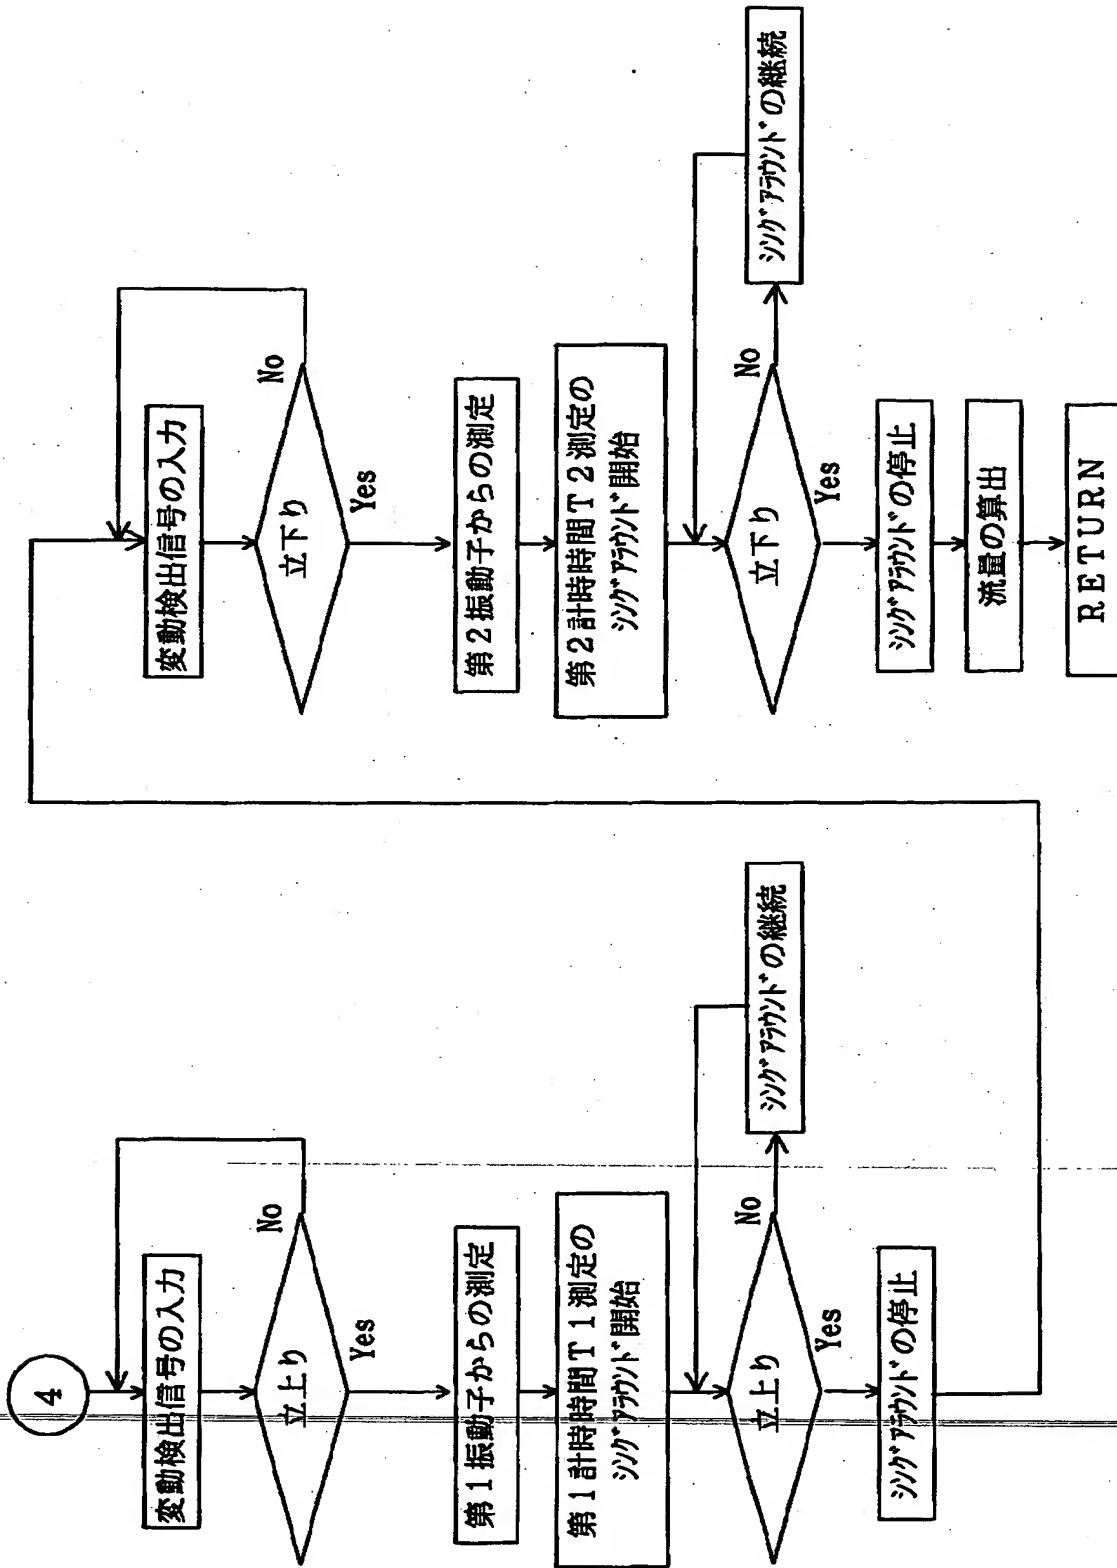 4
変動検出信号の入力
立上り
No
Yes
第1振動子からの測定
第1計時時間T1測定の
シングアラウンド開始
立上り
No
シングアラウンドの継続
Yes
シングアラウンドの停止
変動検出信号の入力
立下り
No
Yes
第2振動子からの測定
第2計時時間T2測定の
シングアラウンド開始
立下り
No
シングアラウンドの継続
Yes
シングアラウンドの停止
流量の算出
RETURN